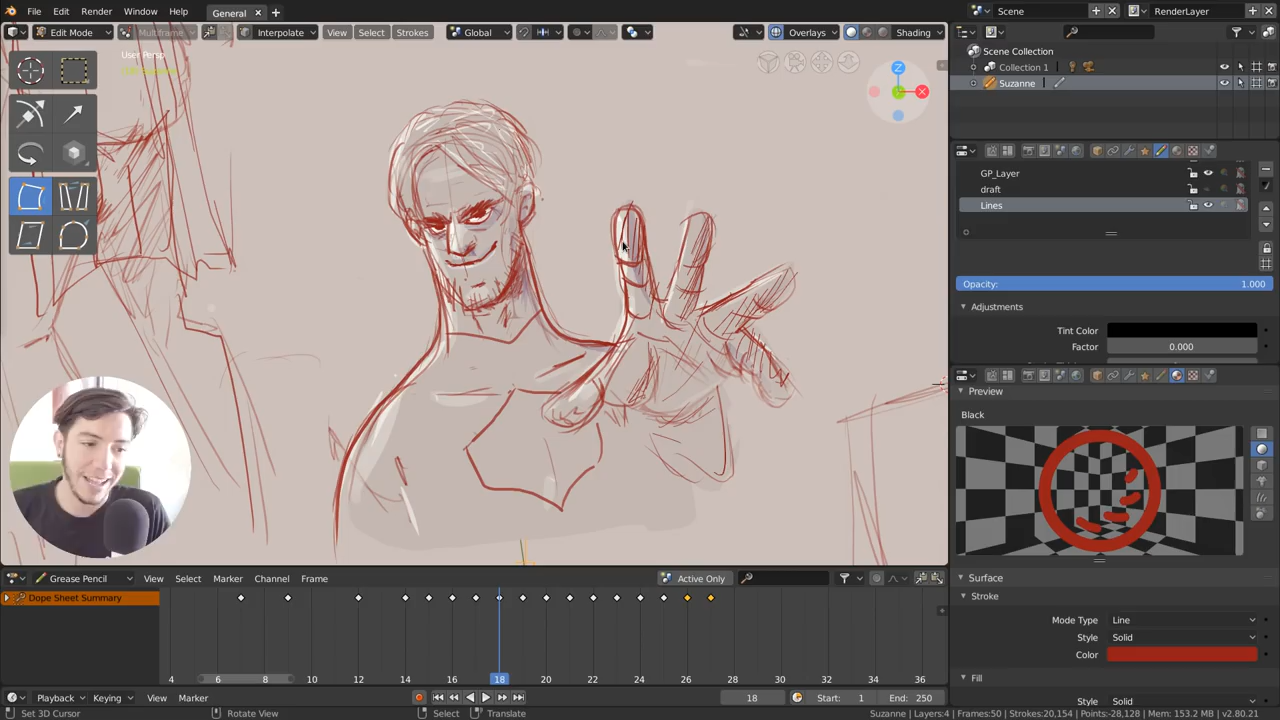 File Edit Render Window Help General Scene RenderLayer
Edit Mode Multiframe Interpolate View Select Strokes Global Overlays Shading
User Persp
Z
X
Scene Collection
Collection 1
Suzanne
GP_Layer
draft
Lines
Opacity: 1.000
Adjustments
Tint Color
Factor 0.000
Preview
Black
Surface
Stroke
Mode Type Line
Style Solid
Color
Fill
Style Solid
Grease Pencil View Select Marker Channel Frame Active Only
Dope Sheet Summary
4 6 8 10 12 14 16 18 20 22 24 26 28 30 32 34 36
Playback Keying View Marker 18 Start: 1 End: 250
Set 3D Cursor Rotate View Select Translate Suzanne | Layers:4 | Frames:50 | Strokes:20,154 | Points:28,128 | Mem: 153.2 MB | v2.80.21